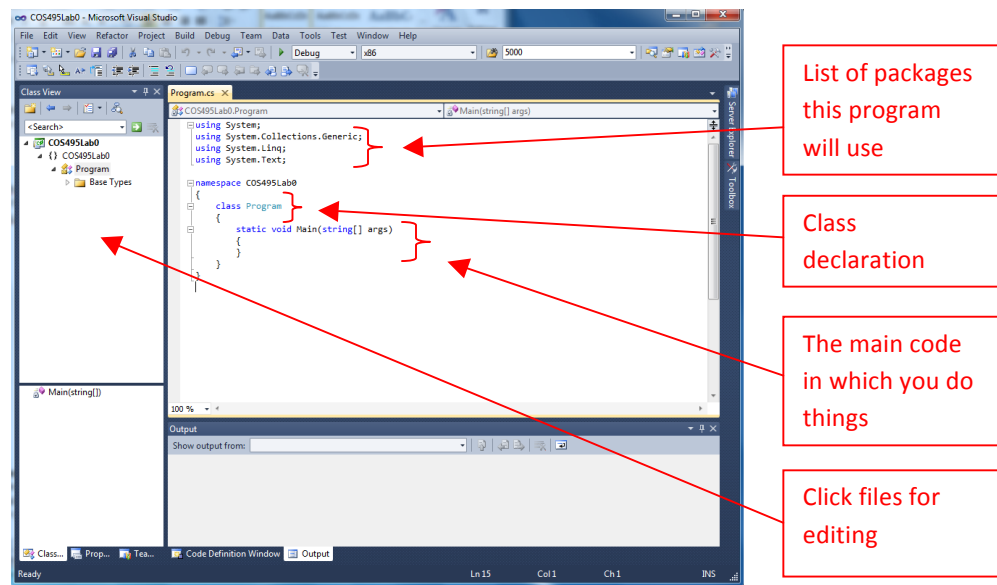 COS495Lab0 - Microsoft Visual Studio
File Edit View Refactor Project Build Debug Team Data Tools Test Window Help
Debug x86 5000
Class View
Program.cs
COS495Lab0.Program
Main(string[] args)
<Search>
COS495Lab0
{} COS495Lab0
Program
Base Types
Main(string[])
using System;
using System.Collections.Generic;
using System.Linq;
using System.Text;
namespace COS495Lab0
{
class Program
{
static void Main(string[] args)
{
}
}
}
100 %
Server Explorer
Toolbox
Output
Show output from:
Class... Prop... Tea...
Code Definition Window Output
Ready Ln 15 Col 1 Ch 1 INS
List of packages
this program
will use
Class
declaration
The main code
in which you do
things
Click files for
editing